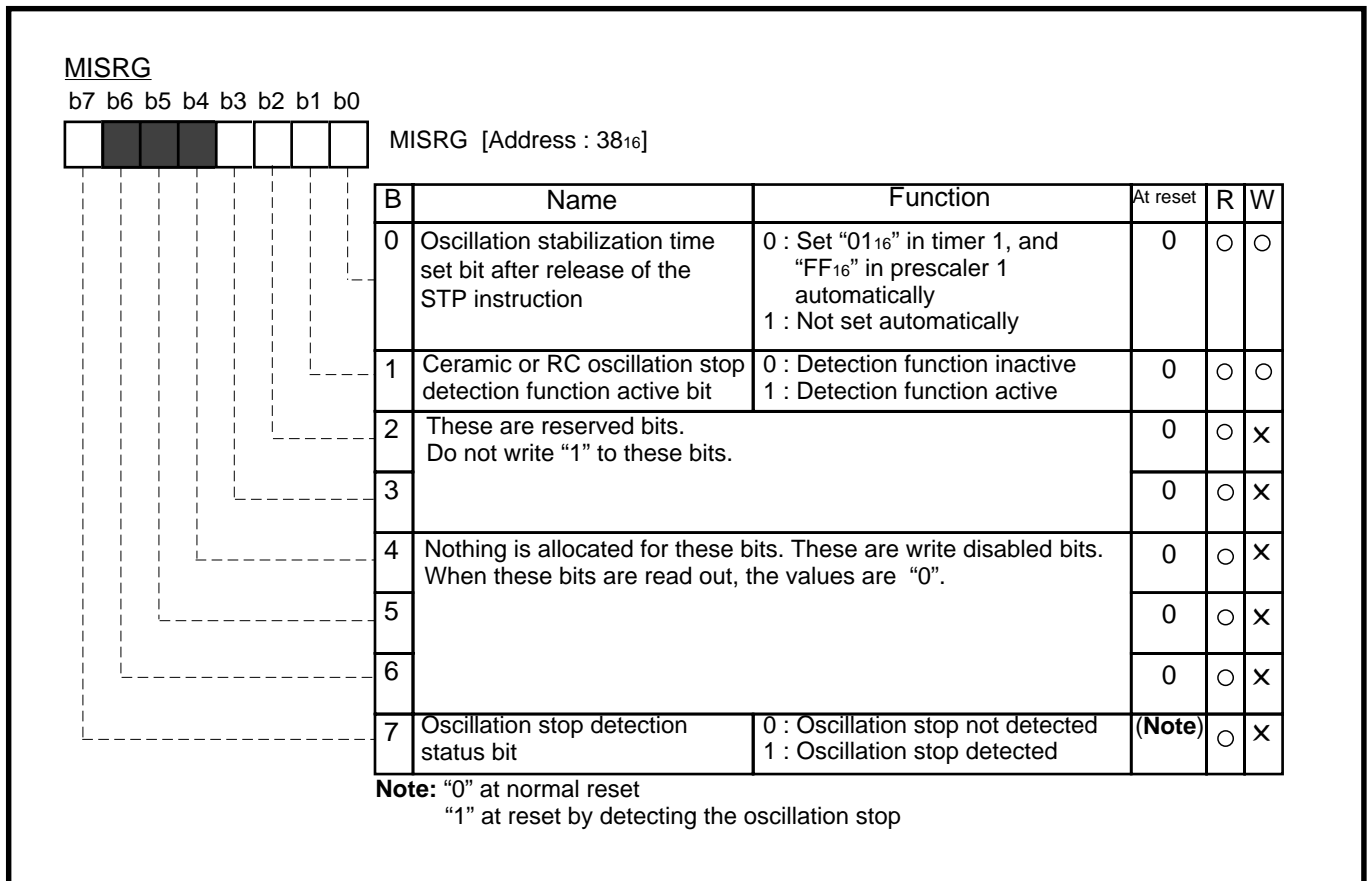 MISRG
b7 b6 b5 b4 b3 b2 b1 b0
MISRG [Address : 3816]
B Name Function At reset R W
0 Oscillation stabilization time 0 : Set “0116” in timer 1, and 0 ○ ○
set bit after release of the “FF16” in prescaler 1
STP instruction automatically
1 : Not set automatically
1 Ceramic or RC oscillation stop 0 : Detection function inactive 0 ○ ○
detection function active bit 1 : Detection function active
2 These are reserved bits. 0 ○ ×
Do not write “1” to these bits.
3 0 ○ ×
4 Nothing is allocated for these bits. These are write disabled bits. 0 ○ ×
When these bits are read out, the values are “0”.
5 0 ○ ×
6 0 ○ ×
7 Oscillation stop detection 0 : Oscillation stop not detected (Note) ○ ×
status bit 1 : Oscillation stop detected
Note: “0” at normal reset
“1” at reset by detecting the oscillation stop